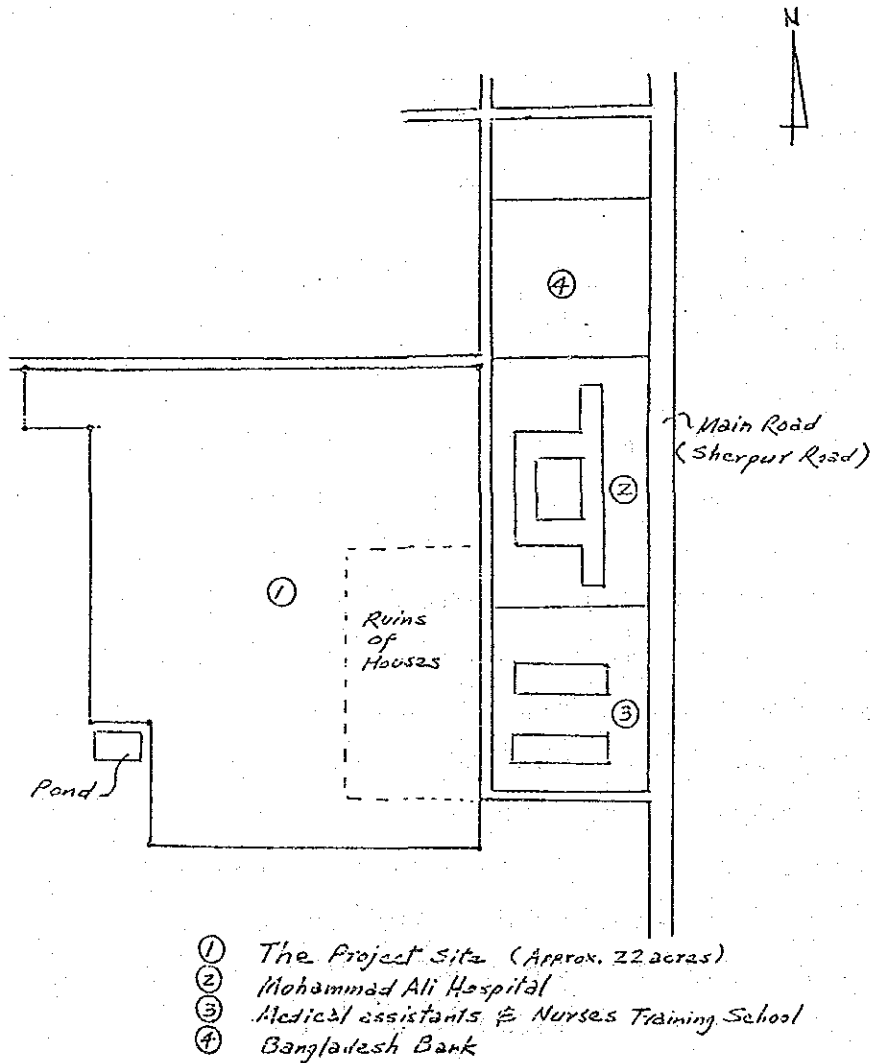 N
④
Main Road
(Sherpur Road)
②
①
Ruins
of
Houses
③
Pond
① The Project Site (Approx. 22 acres)
② Mohammad Ali Hospital
③ Medical assistants & Nurses Training School
④ Bangladesh Bank